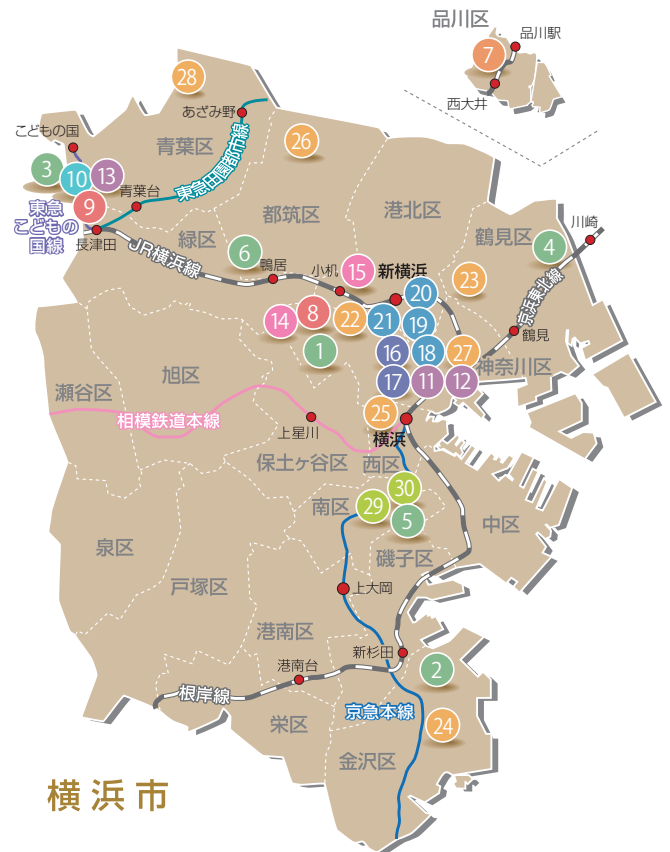 品川区
品川駅
7
西大井
28
あざみ野
こどもの国
青葉区
26
東急田園都市線
3
10
13
青葉台
9
東急
こどもの
国線
長津田
都筑区
港北区
緑区
JR横浜線
6
鴨居
小机
15
新横浜
鶴見区
4
川崎
23
京浜東北線
20
14
8
22
21
19
鶴見
1
16
18
27
神奈川区
17
11
12
旭区
瀬谷区
相模鉄道本線
上星川
25
横浜
保土ヶ谷区
西区
30
南区
29
5
中区
泉区
磯子区
戸塚区
上大岡
港南区
新杉田
港南台
2
根岸線
京急本線
24
栄区
金沢区
横浜市